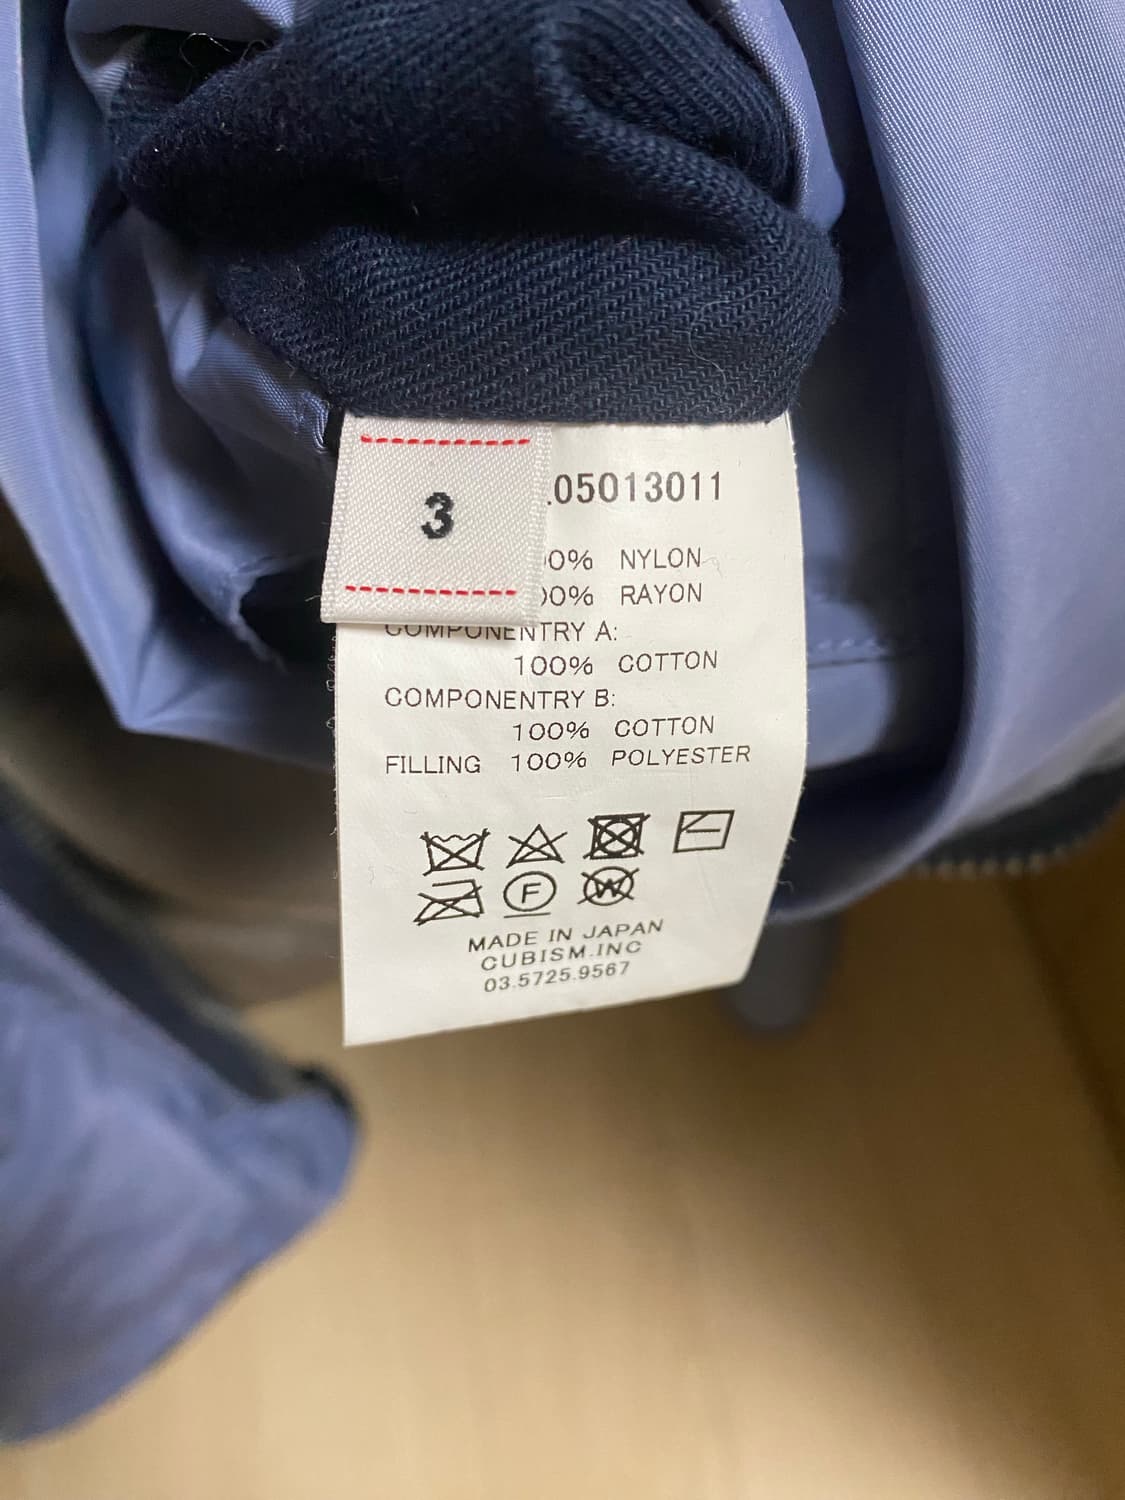 3
.05013011
0% NYLON
00% RAYON
COMPONENTRY A:
100% COTTON
COMPONENTRY B:
100% COTTON
FILLING 100% POLYESTER
F
W
MADE IN JAPAN
CUBISM.INC
03.5725.9567